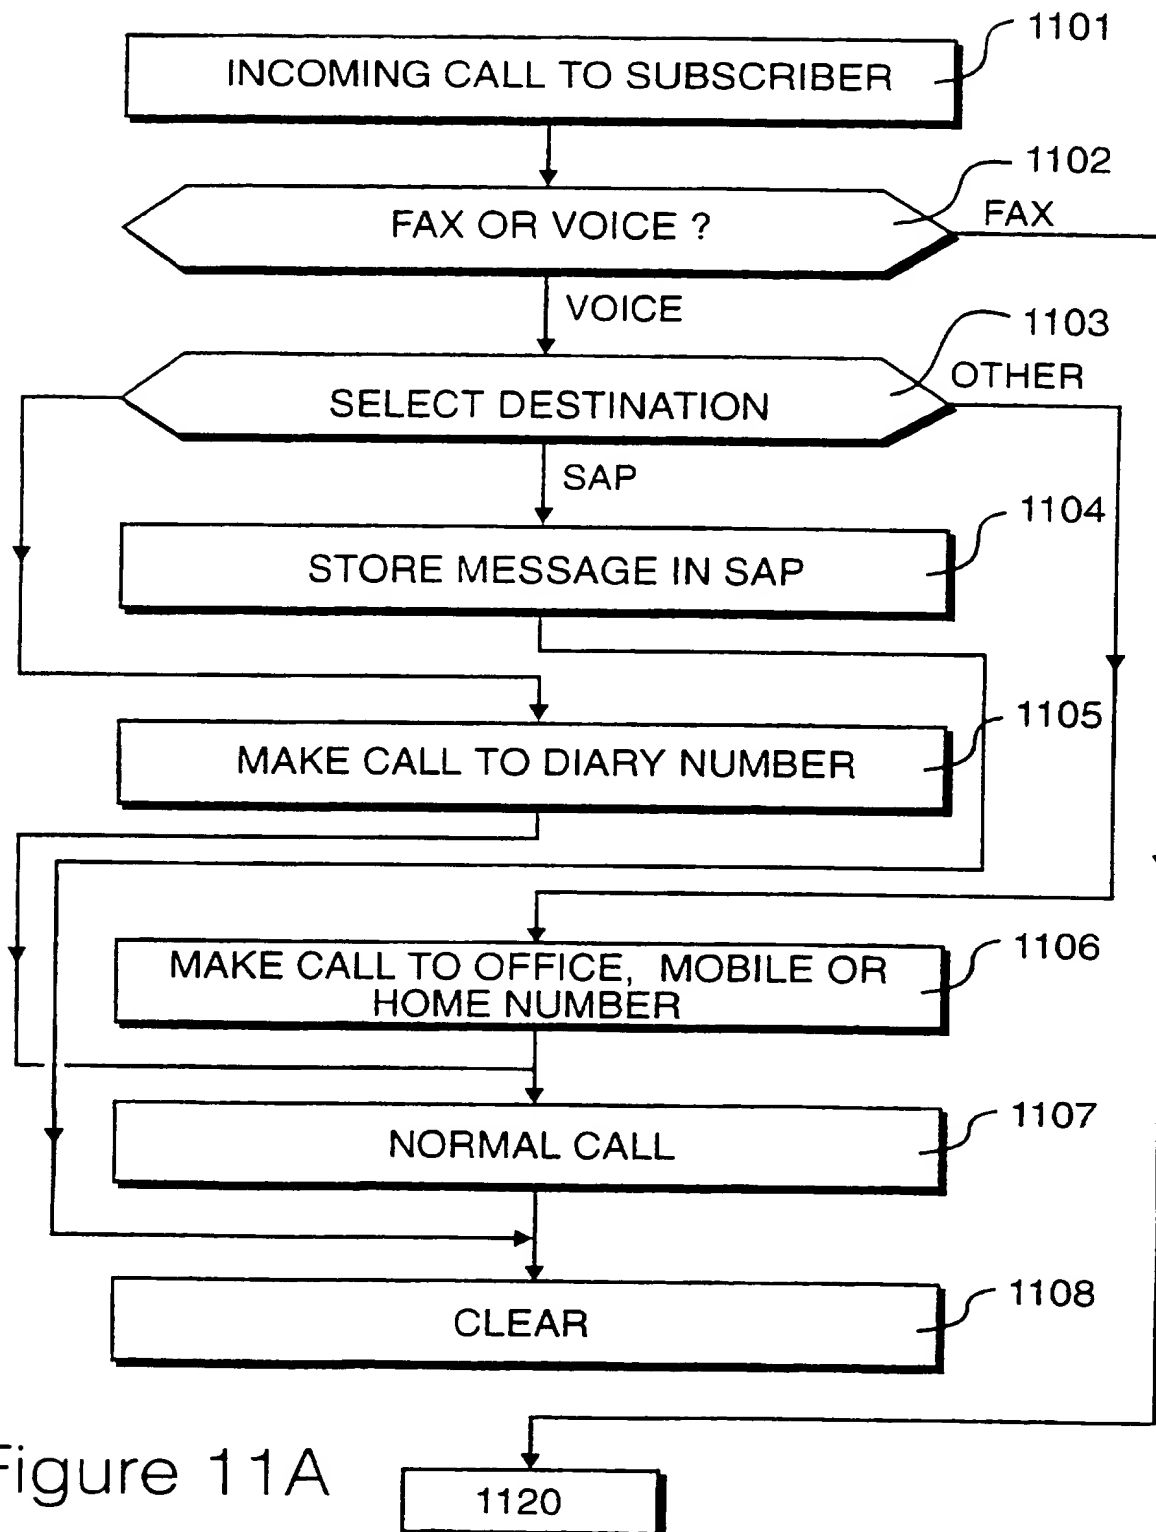 1101
INCOMING CALL TO SUBSCRIBER
1102
FAX OR VOICE ?
FAX
VOICE
1103
OTHER
SELECT DESTINATION
SAP
1104
STORE MESSAGE IN SAP
1105
MAKE CALL TO DIARY NUMBER
1106
MAKE CALL TO OFFICE, MOBILE OR
HOME NUMBER
1107
NORMAL CALL
1108
CLEAR
Figure 11A
1120